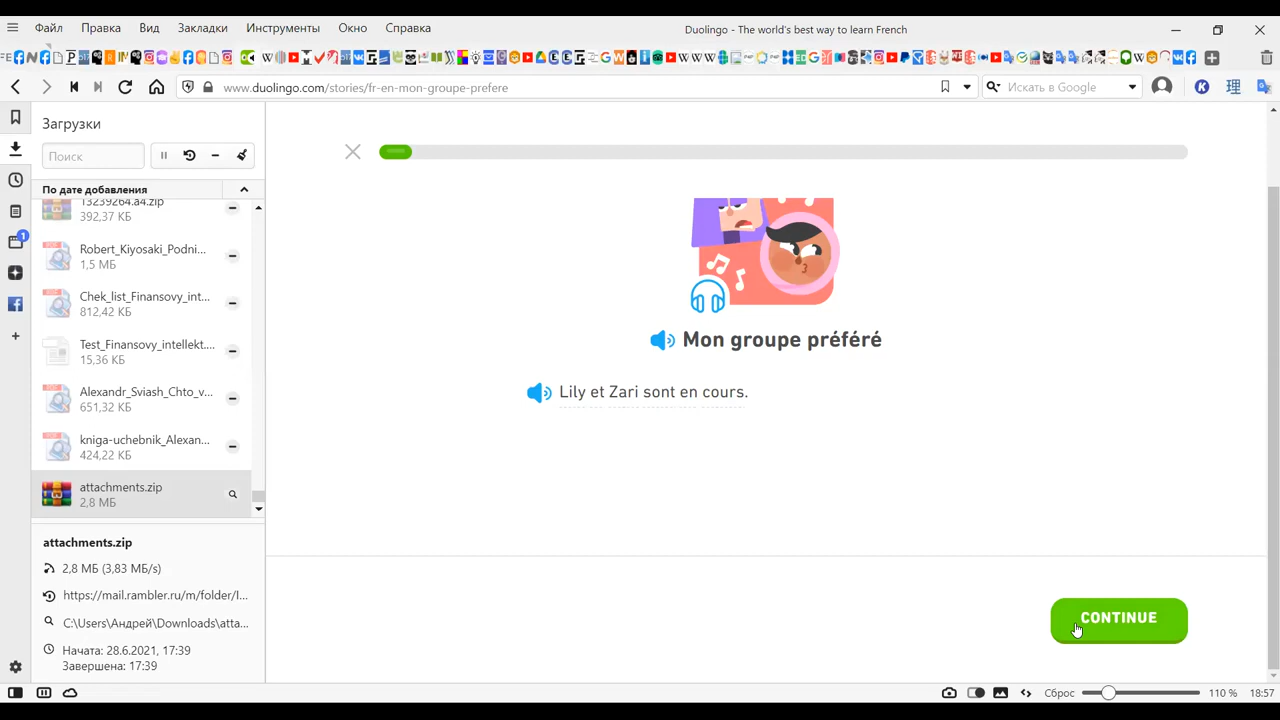 Файл Правка Вид Закладки Инструменты Окно Справка
Duolingo - The world's best way to learn French
www.duolingo.com/stories/fr-en-mon-groupe-prefere
Искать в Google
Загрузки
Поиск
По дате добавления
13239264.a4.zip
392,37 КБ
Robert_Kiyosaki_Podni...
1,5 МБ
Chek_list_Finansovy_int...
812,42 КБ
Test_Finansovy_intellekt....
15,36 КБ
Alexandr_Sviash_Chto_v...
651,32 КБ
kniga-uchebnik_Alexan...
424,22 КБ
attachments.zip
2,8 МБ
attachments.zip
2,8 МБ (3,83 МБ/s)
https://mail.rambler.ru/m/folder/I...
C:\Users\Андрей\Downloads\atta...
Начата: 28.6.2021, 17:39
Завершена: 17:39
Mon groupe préféré
Lily et Zari sont en cours.
CONTINUE
Сброс 110 % 18:57